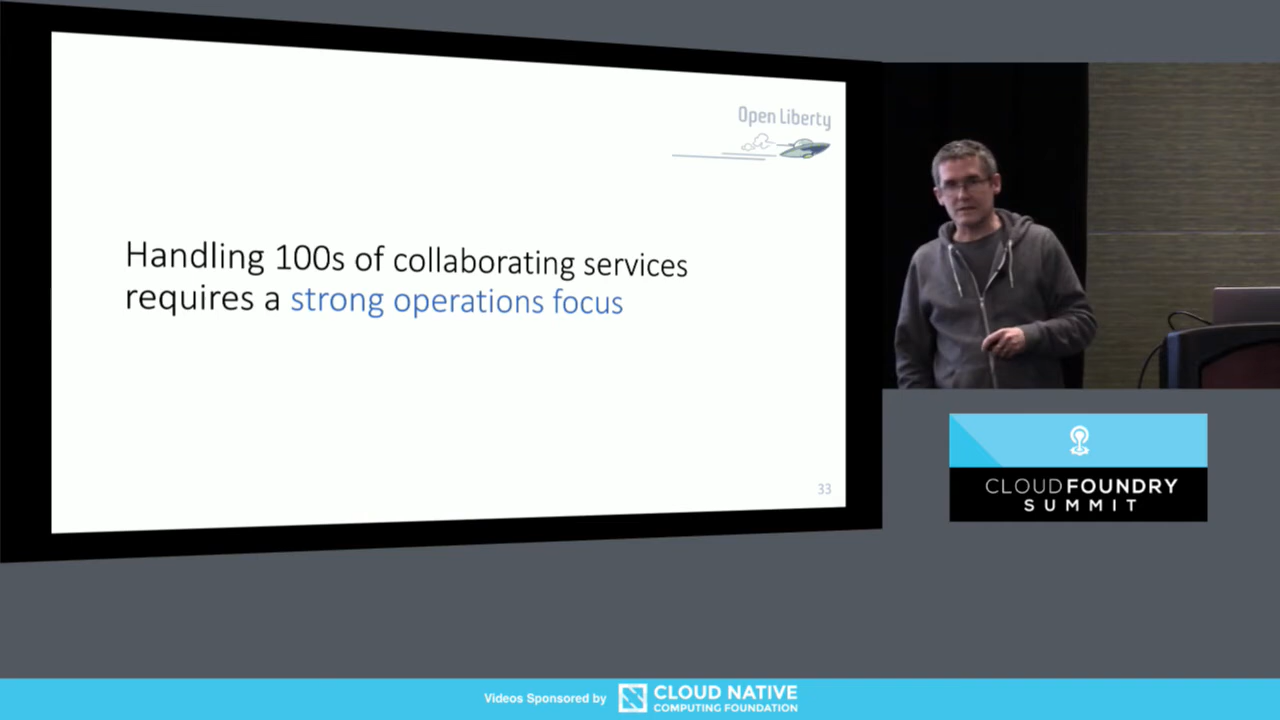 Open Liberty
Handling 100s of collaborating services
requires a strong operations focus
33
CLOUDFOUNDRY
SUMMIT
Videos Sponsored by
CLOUD NATIVE
COMPUTING FOUNDATION